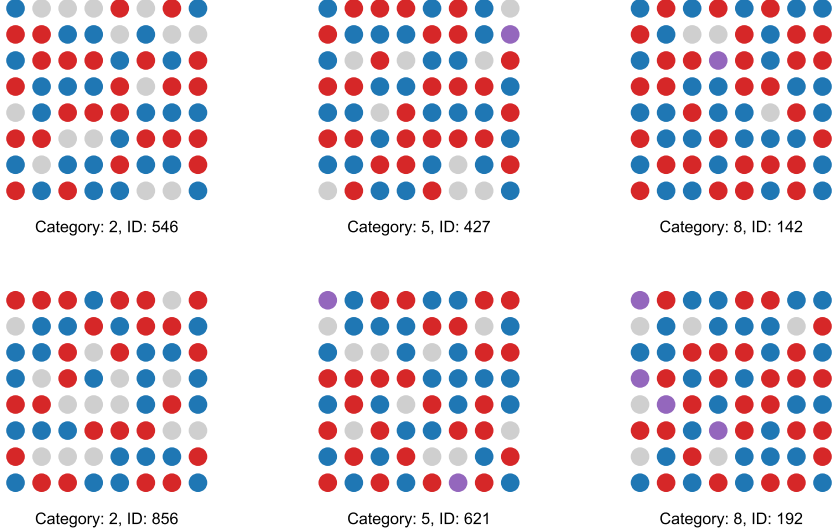 Category: 2, ID: 546
Category: 5, ID: 427
Category: 8, ID: 142
Category: 2, ID: 856
Category: 5, ID: 621
Category: 8, ID: 192